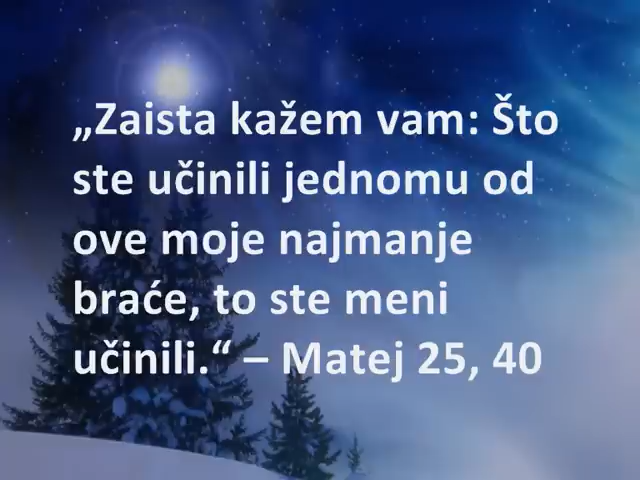 „Zaista kažem vam: Što
ste učinili jednomu od
ove moje najmanje
braće, to ste meni
učinili.“ – Matej 25, 40